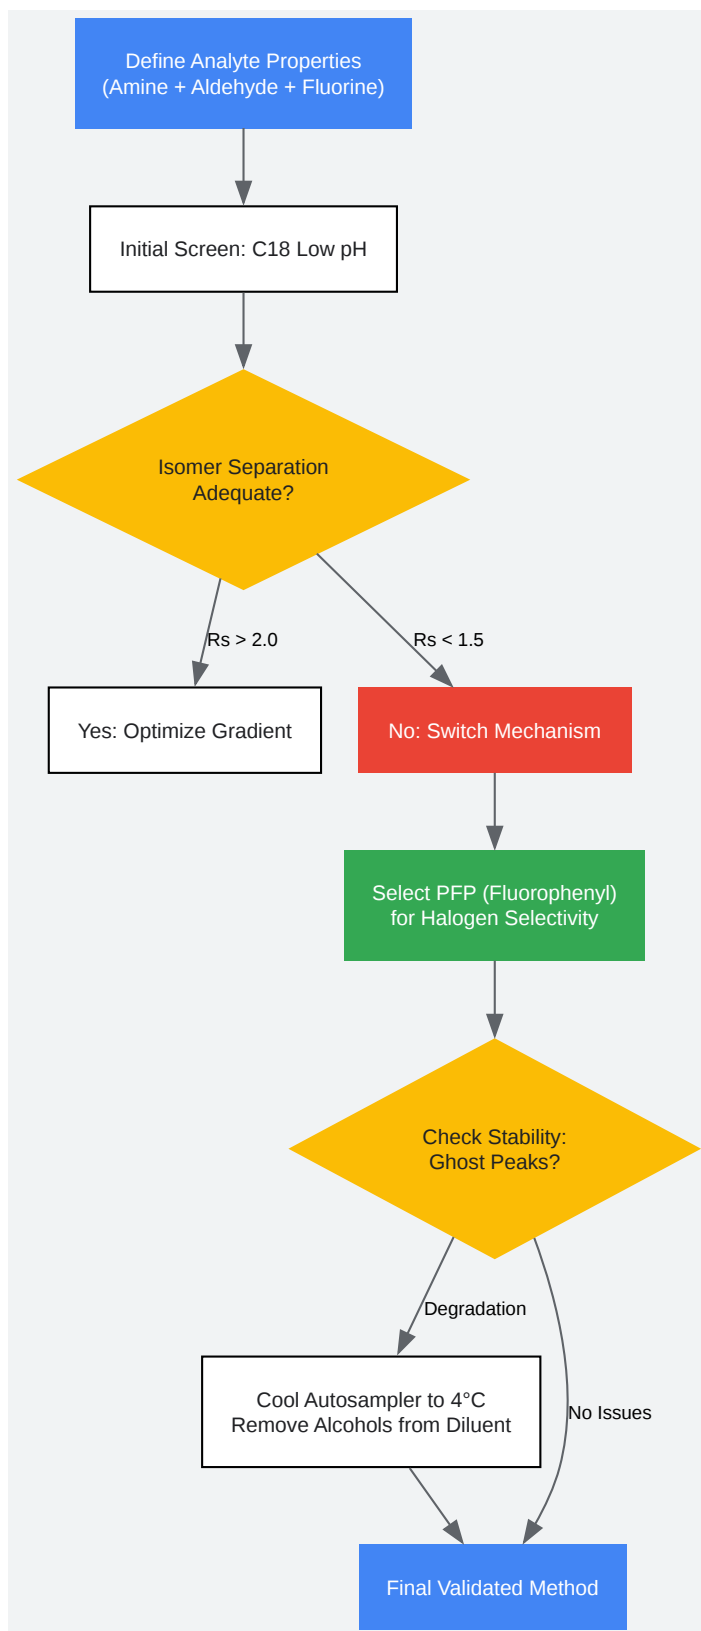 Define Analyte Properties
(Amine + Aldehyde + Fluorine)
Initial Screen: C18 Low pH
Isomer Separation
Adequate?
Rs > 2.0
Rs < 1.5
Yes: Optimize Gradient
No: Switch Mechanism
Select PFP (Fluorophenyl)
for Halogen Selectivity
Check Stability:
Ghost Peaks?
Degradation
Cool Autosampler to 4°C
Remove Alcohols from Diluent
No Issues
Final Validated Method